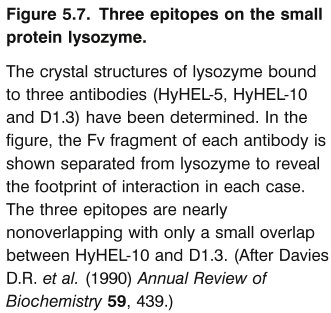 Figure 5.7. Three epitopes on the small
protein lysozyme.
The crystal structures of lysozyme bound
to three antibodies (HyHEL-5, HyHEL-10
and D1.3) have been determined. In the
figure, the Fv fragment of each antibody is
shown separated from lysozyme to reveal
the footprint of interaction in each case.
The three epitopes are nearly
nonoverlapping with only a small overlap
between HyHEL-10 and D1.3. (After Davies
D.R. et al. (1990) Annual Review of
Biochemistry 59, 439.)